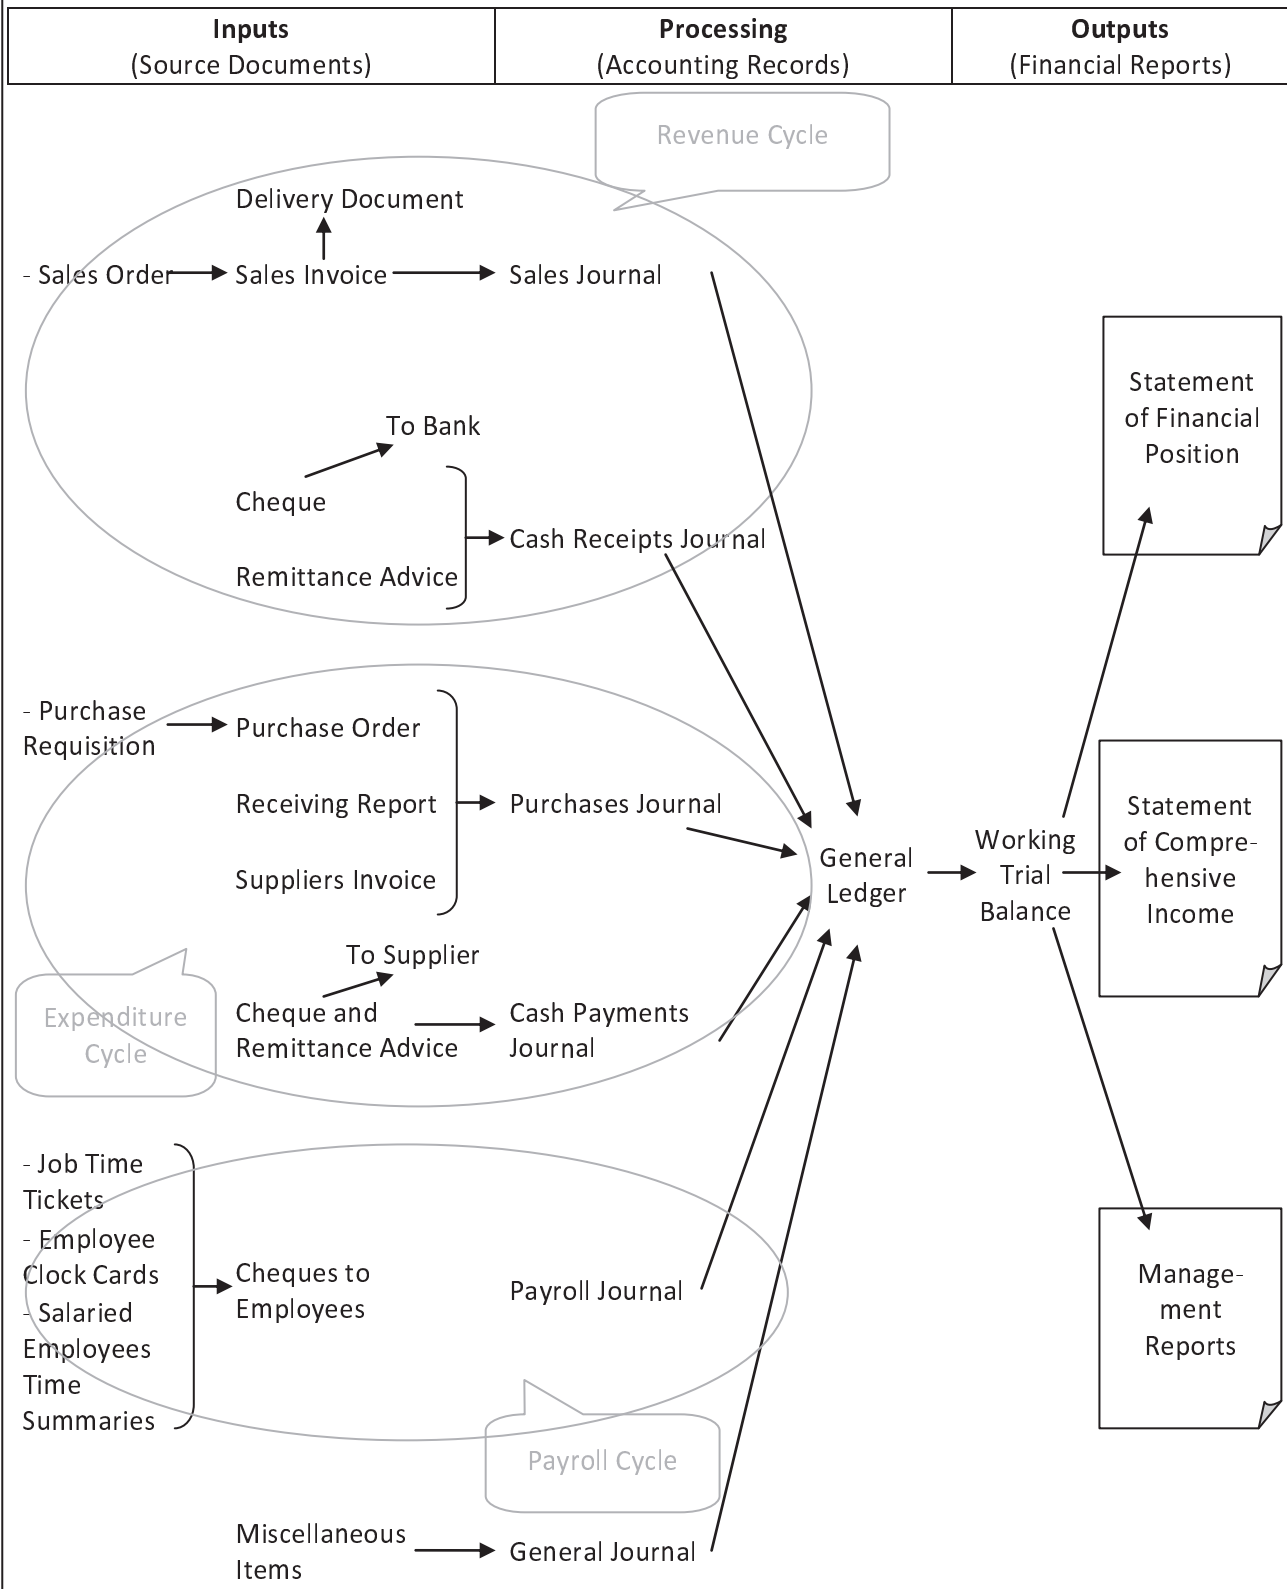 Inputs
(Source Documents)
Processing
(Accounting Records)
Outputs
(Financial Reports)
Revenue Cycle
Delivery Document
- Sales Order
Sales Invoice
Sales Journal
To Bank
Cheque
Cash Receipts Journal
Remittance Advice
Statement
of Financial
Position
- Purchase
Requisition
Purchase Order
Receiving Report
Purchases Journal
Suppliers Invoice
General
Ledger
Working
Trial
Balance
Statement
of Compre-
hensive
Income
To Supplier
Expenditure
Cycle
Cheque and
Remittance Advice
Cash Payments
Journal
- Job Time
Tickets
- Employee
Clock Cards
- Salaried
Employees
Time
Summaries
Cheques to
Employees
Payroll Journal
Manage-
ment
Reports
Payroll Cycle
Miscellaneous
Items
General Journal